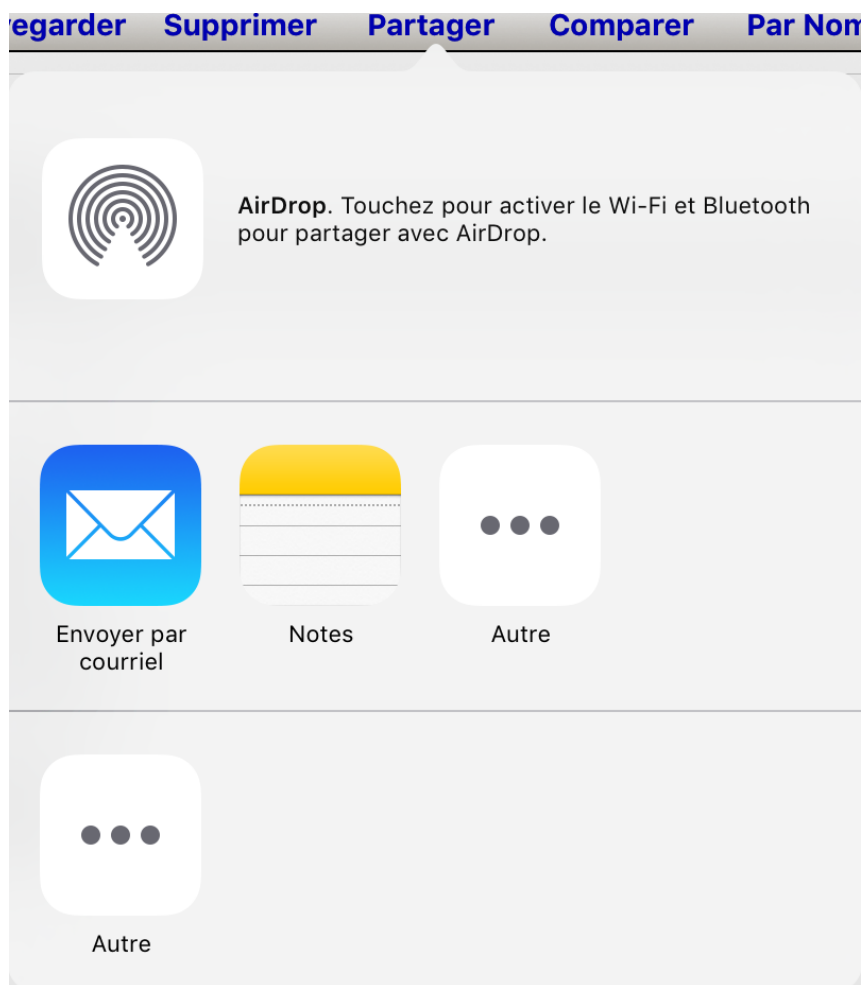 egarder Supprimer Partager Comparer Par Nom
AirDrop. Touchez pour activer le Wi-Fi et Bluetooth
pour partager avec AirDrop.
Envoyer par
courriel
Notes
Autre
Autre